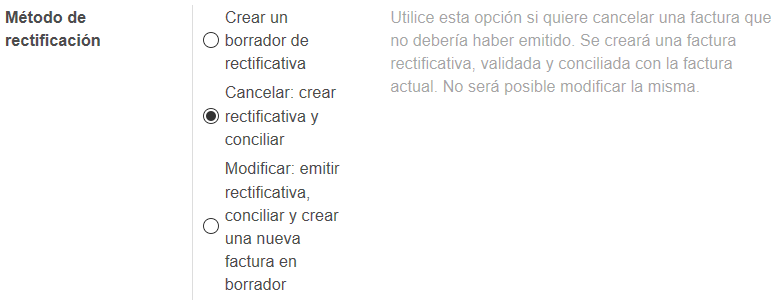 Método de
rectificación
Crear un
borrador de
rectificativa
Cancelar: crear
rectificativa y
conciliar
Modificar: emitir
rectificativa,
conciliar y crear
una nueva
factura en
borrador
Utilice esta opción si quiere cancelar una factura que
no debería haber emitido. Se creará una factura
rectificativa, validada y conciliada con la factura
actual. No será posible modificar la misma.